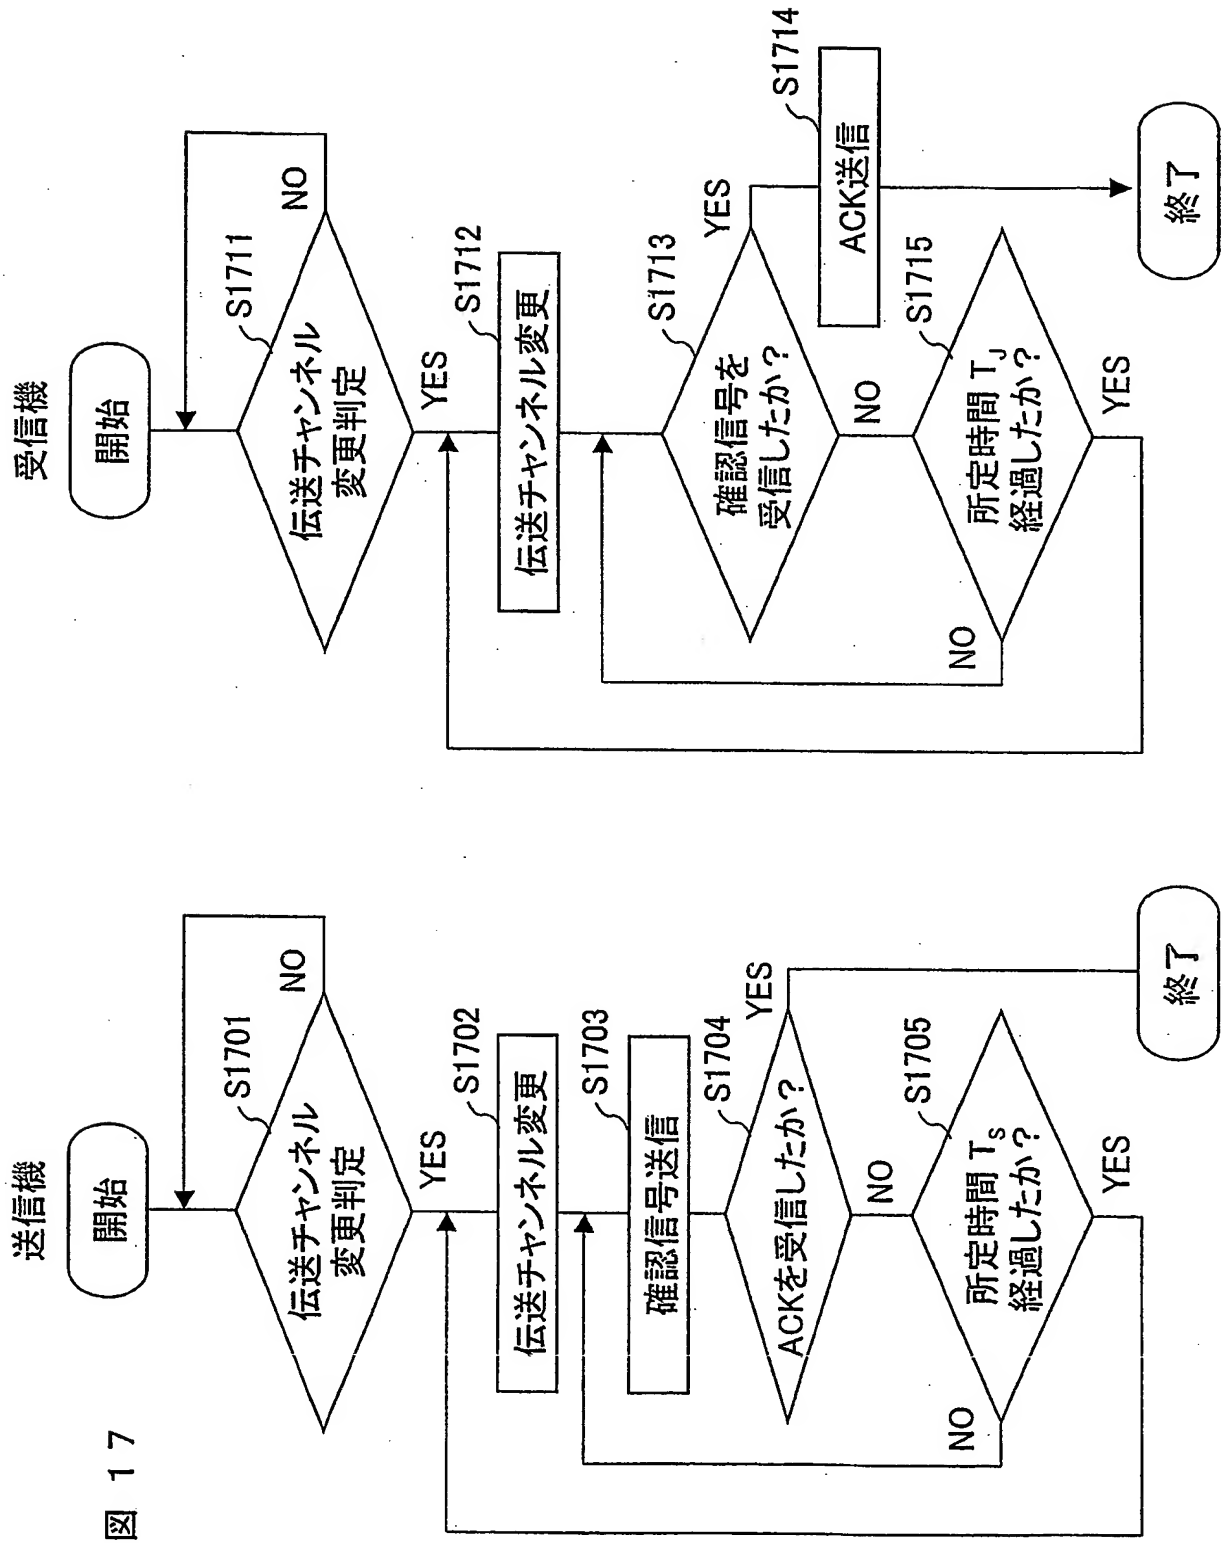 図 17
送信機
開始
伝送チャンネル
変更判定
S1701
NO
YES
伝送チャンネル変更
S1702
確認信号送信
S1703
ACKを受信したか？
S1704
YES
NO
所定時間 TS
経過したか？
S1705
NO
YES
終了
受信機
開始
伝送チャンネル
変更判定
S1711
NO
YES
伝送チャンネル変更
S1712
確認信号を
受信したか？
S1713
YES
NO
ACK送信
S1714
所定時間 TJ
経過したか？
S1715
NO
YES
終了